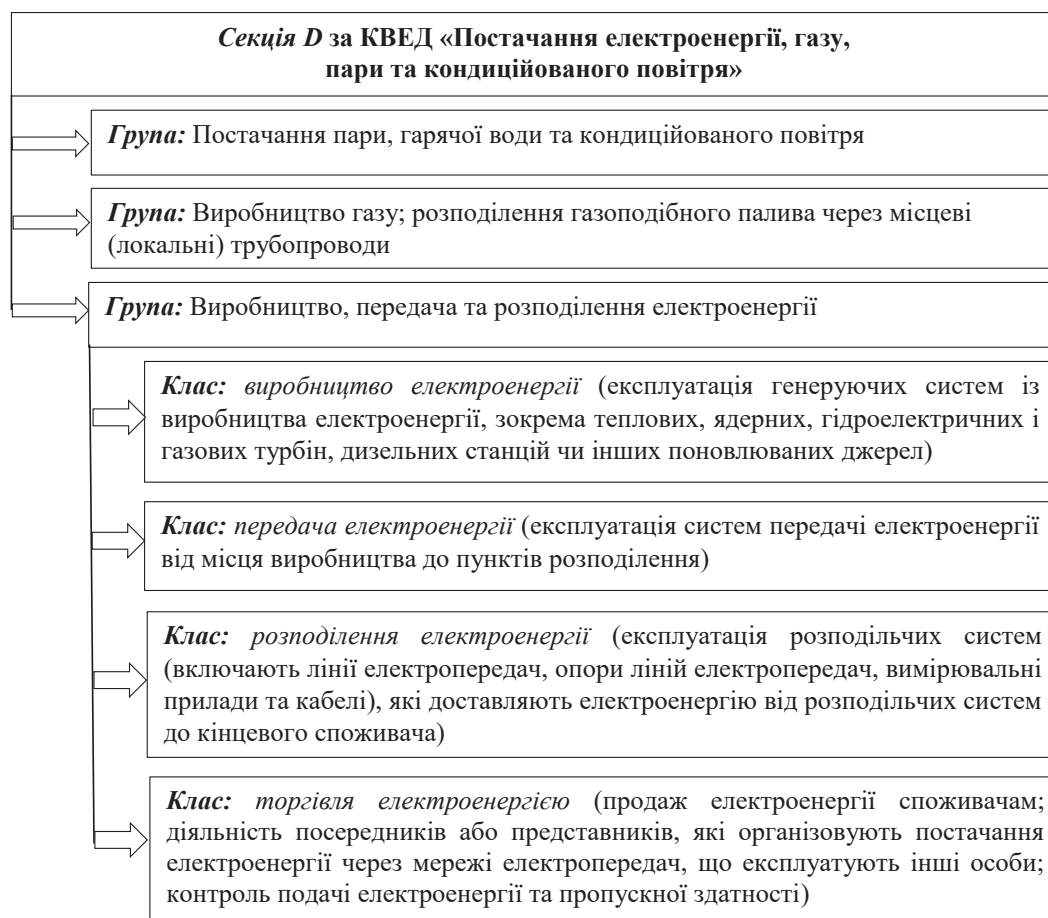 Секція D за КВЕД «Постачання електроенергії, газу,
пари та кондиційованого повітря»
Група: Постачання пари, гарячої води та кондиційованого повітря
Група: Виробництво газу; розподілення газоподібного палива через місцеві
(локальні) трубопроводи
Група: Виробництво, передача та розподілення електроенергії
Клас: виробництво електроенергії (експлуатація генеруючих систем із
виробництва електроенергії, зокрема теплових, ядерних, гідроелектричних і
газових турбін, дизельних станцій чи інших поновлюваних джерел)
Клас: передача електроенергії (експлуатація систем передачі електроенергії
від місця виробництва до пунктів розподілення)
Клас: розподілення електроенергії (експлуатація розподільчих систем
(включають лінії електропередач, опори ліній електропередач, вимірювальні
прилади та кабелі), які доставляють електроенергію від розподільчих систем
до кінцевого споживача)
Клас: торгівля електроенергією (продаж електроенергії споживачам;
діяльність посередників або представників, які організовують постачання
електроенергії через мережі електропередач, що експлуатують інші особи;
контроль подачі електроенергії та пропускної здатності)